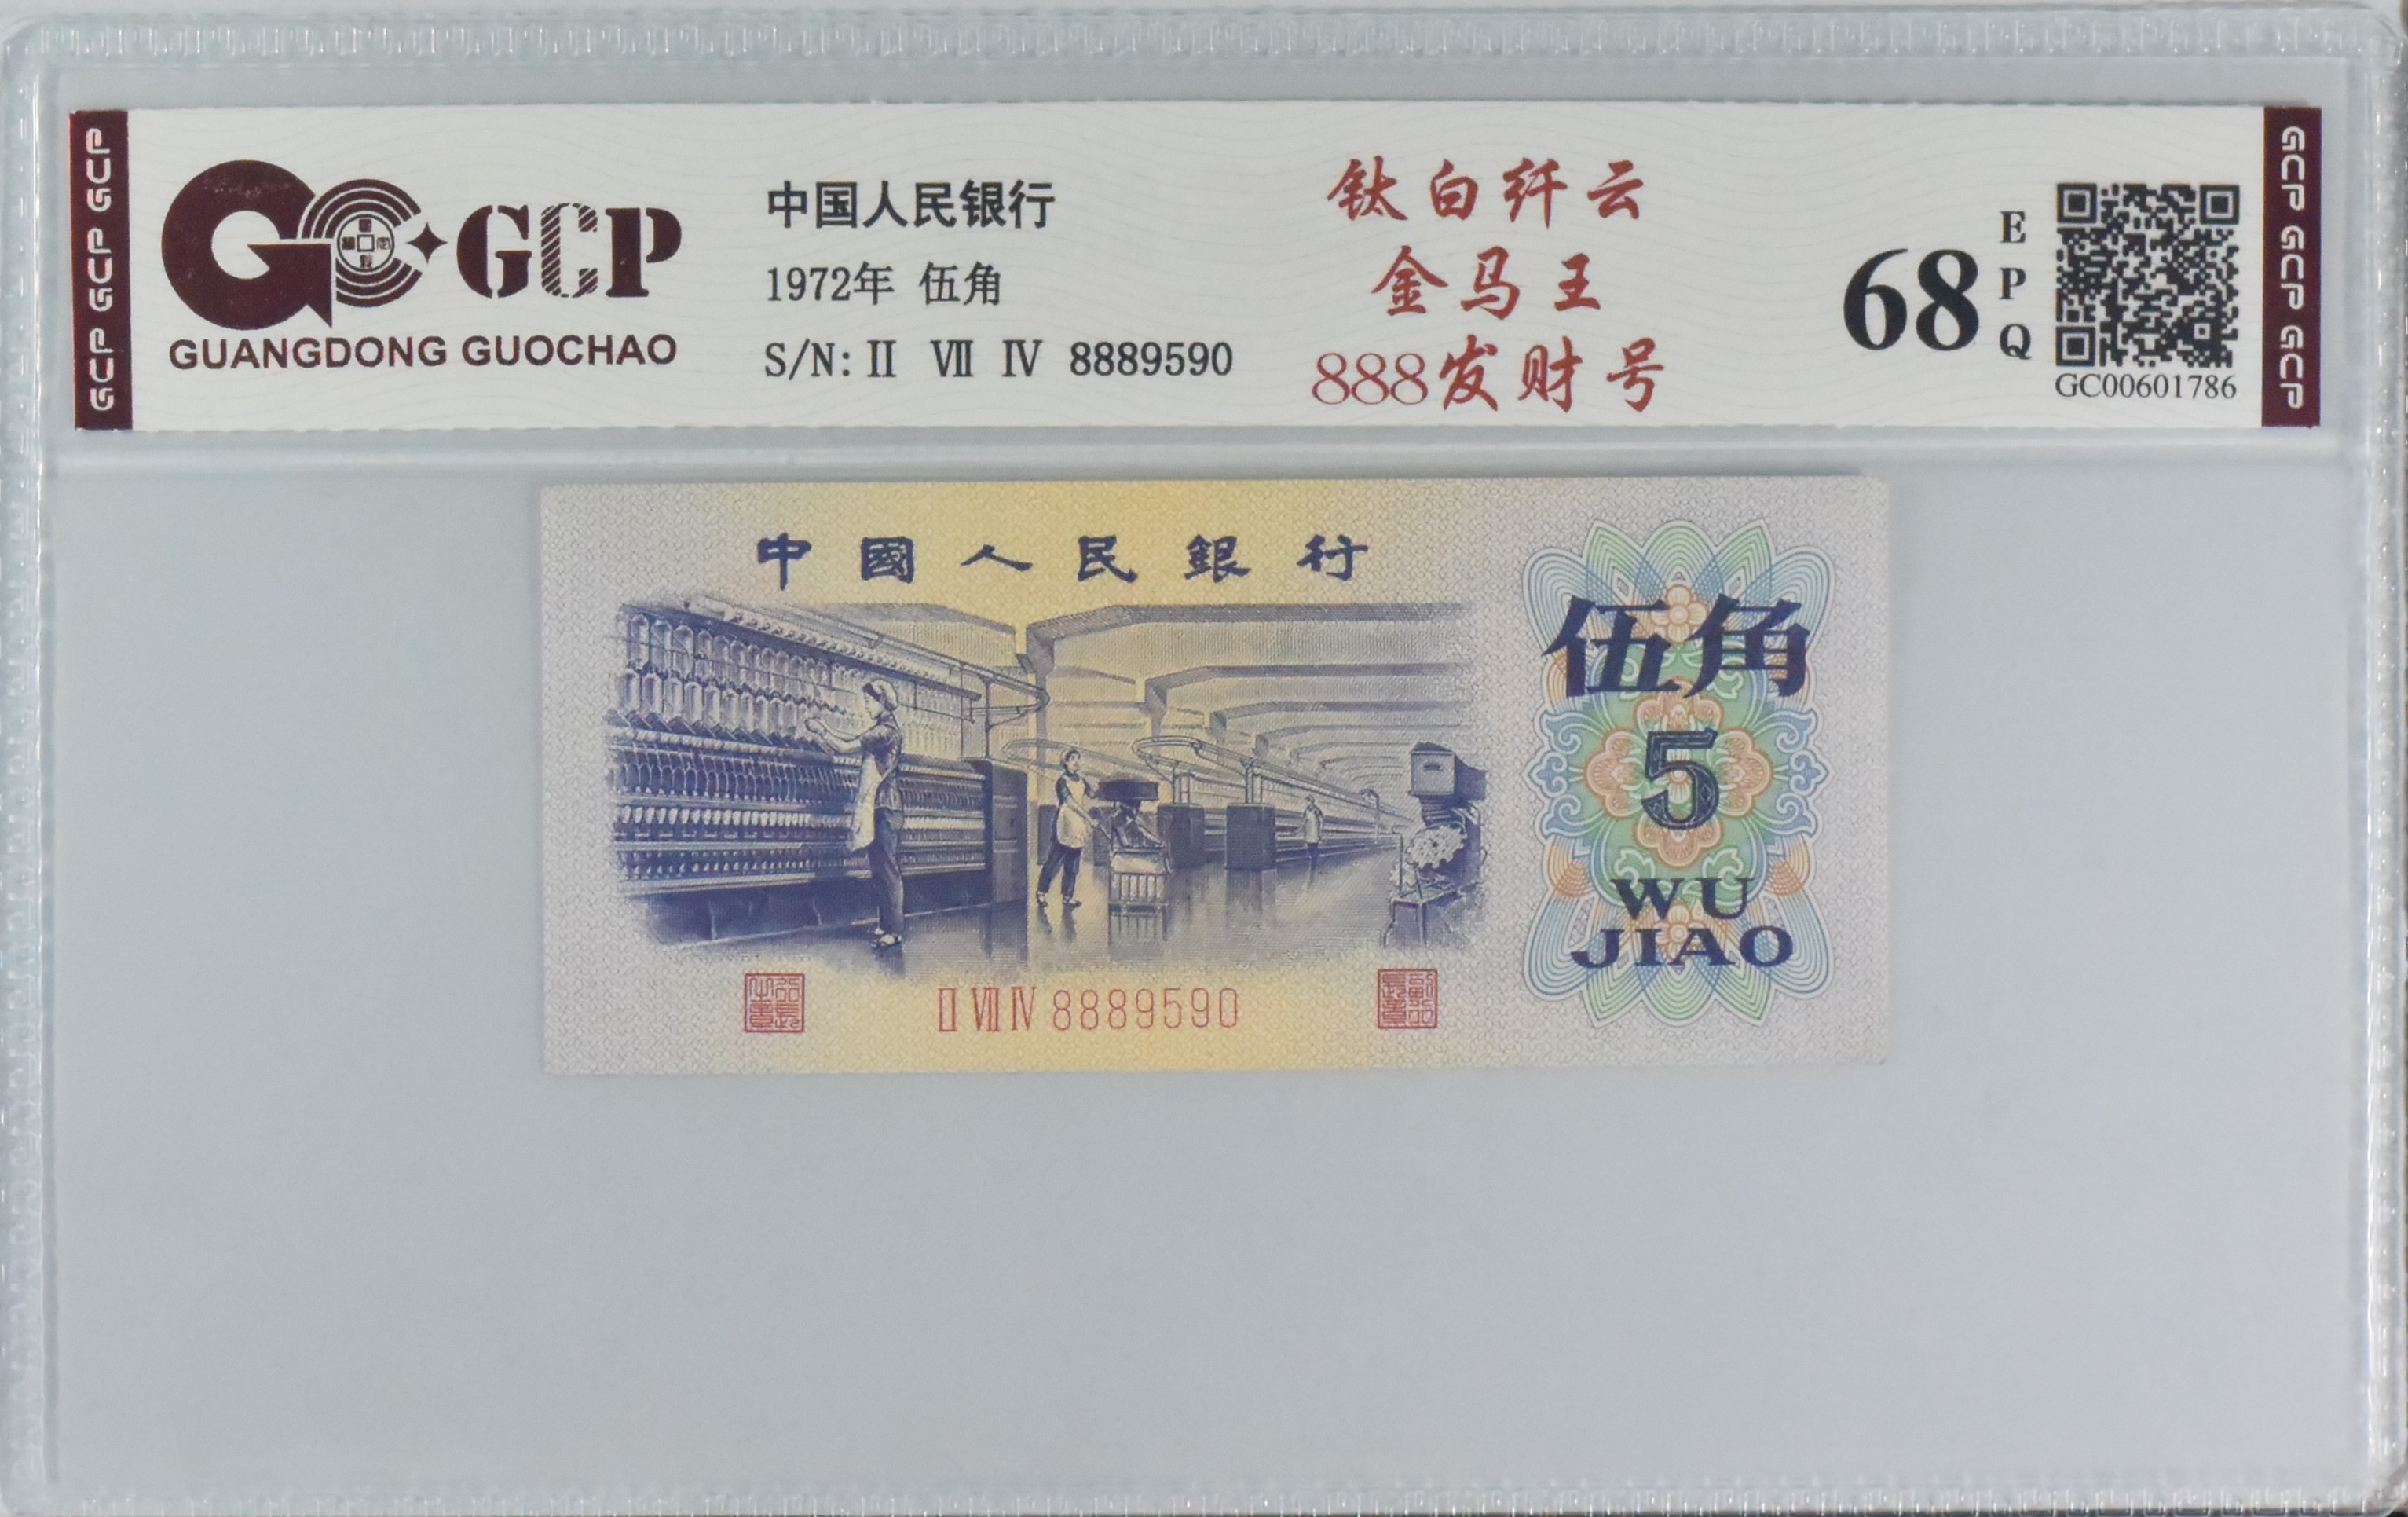 GCP GCP GCP
GCP
GUANGDONG GUOCHAO
中国人民银行
1972年 伍角
S/N: II VII IV 8889590
钛白纤云
金马王
888发财号
68
EPQ
GC00601786
GCP GCP GCP
中國人民銀行
伍角
5
WU
JIAO
II VII IV 8889590